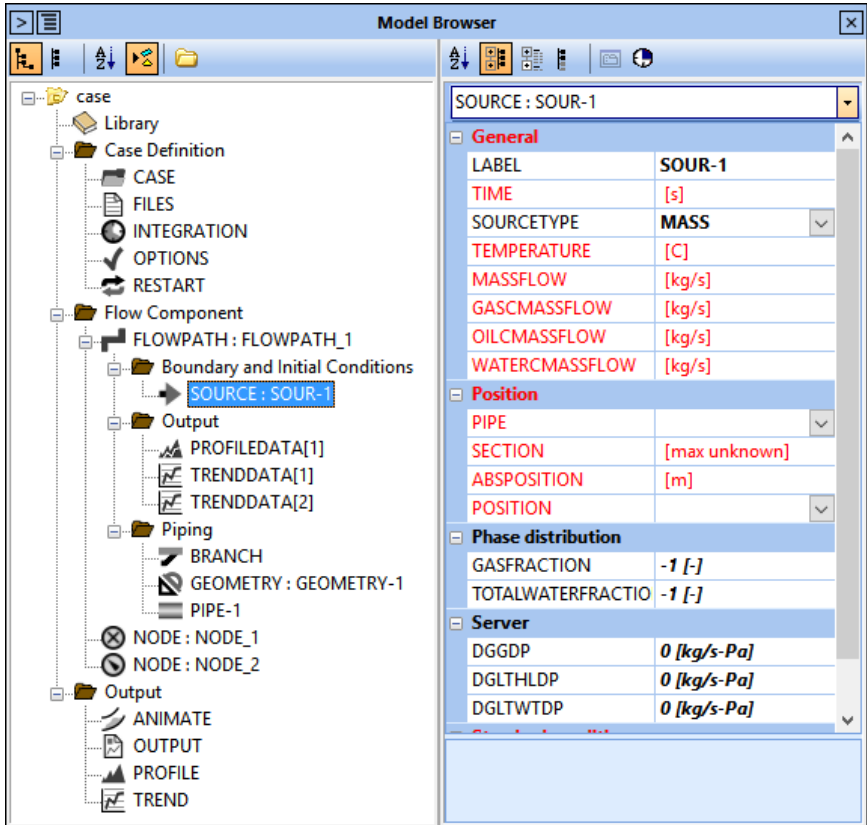 Model Browser
case
Library
Case Definition
CASE
FILES
INTEGRATION
OPTIONS
RESTART
Flow Component
FLOWPATH : FLOWPATH_1
Boundary and Initial Conditions
SOURCE : SOUR-1
Output
PROFILEDATA[1]
TRENDDATA[1]
TRENDDATA[2]
Piping
BRANCH
GEOMETRY : GEOMETRY-1
PIPE-1
NODE : NODE_1
NODE : NODE_2
Output
ANIMATE
OUTPUT
PROFILE
TREND
SOURCE : SOUR-1
General
LABEL SOUR-1
TIME [s]
SOURCETYPE MASS
TEMPERATURE [C]
MASSFLOW [kg/s]
GASCMASSFLOW [kg/s]
OILCMASSFLOW [kg/s]
WATERCMASSFLOW [kg/s]
Position
PIPE
SECTION [max unknown]
ABSPOSITION [m]
POSITION
Phase distribution
GASFRACTION -1 [-]
TOTALWATERFRACTIO -1 [-]
Server
DGGDP 0 [kg/s-Pa]
DGLTHLDP 0 [kg/s-Pa]
DGLTWTDP 0 [kg/s-Pa]